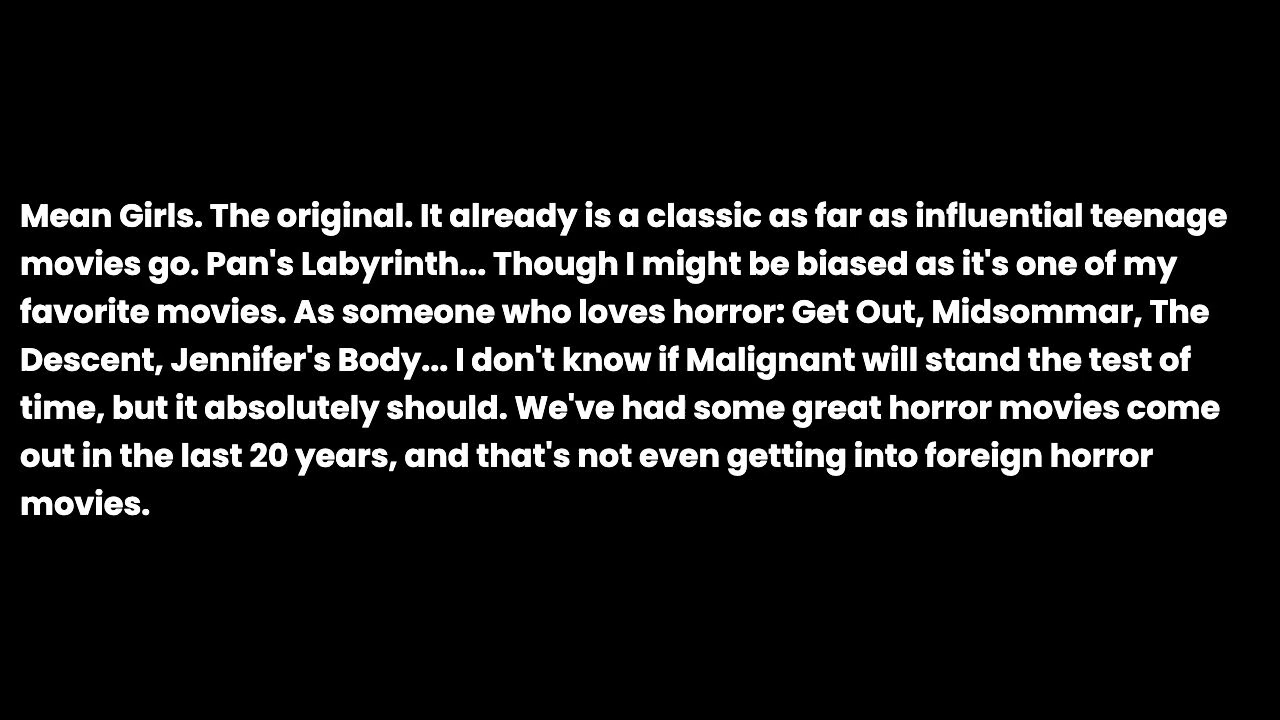 Mean Girls. The original. It already is a classic as far as influential teenage
movies go. Pan's Labyrinth... Though I might be biased as it's one of my
favorite movies. As someone who loves horror: Get Out, Midsommar, The
Descent, Jennifer's Body... I don't know if Malignant will stand the test of
time, but it absolutely should. We've had some great horror movies come
out in the last 20 years, and that's not even getting into foreign horror
movies.